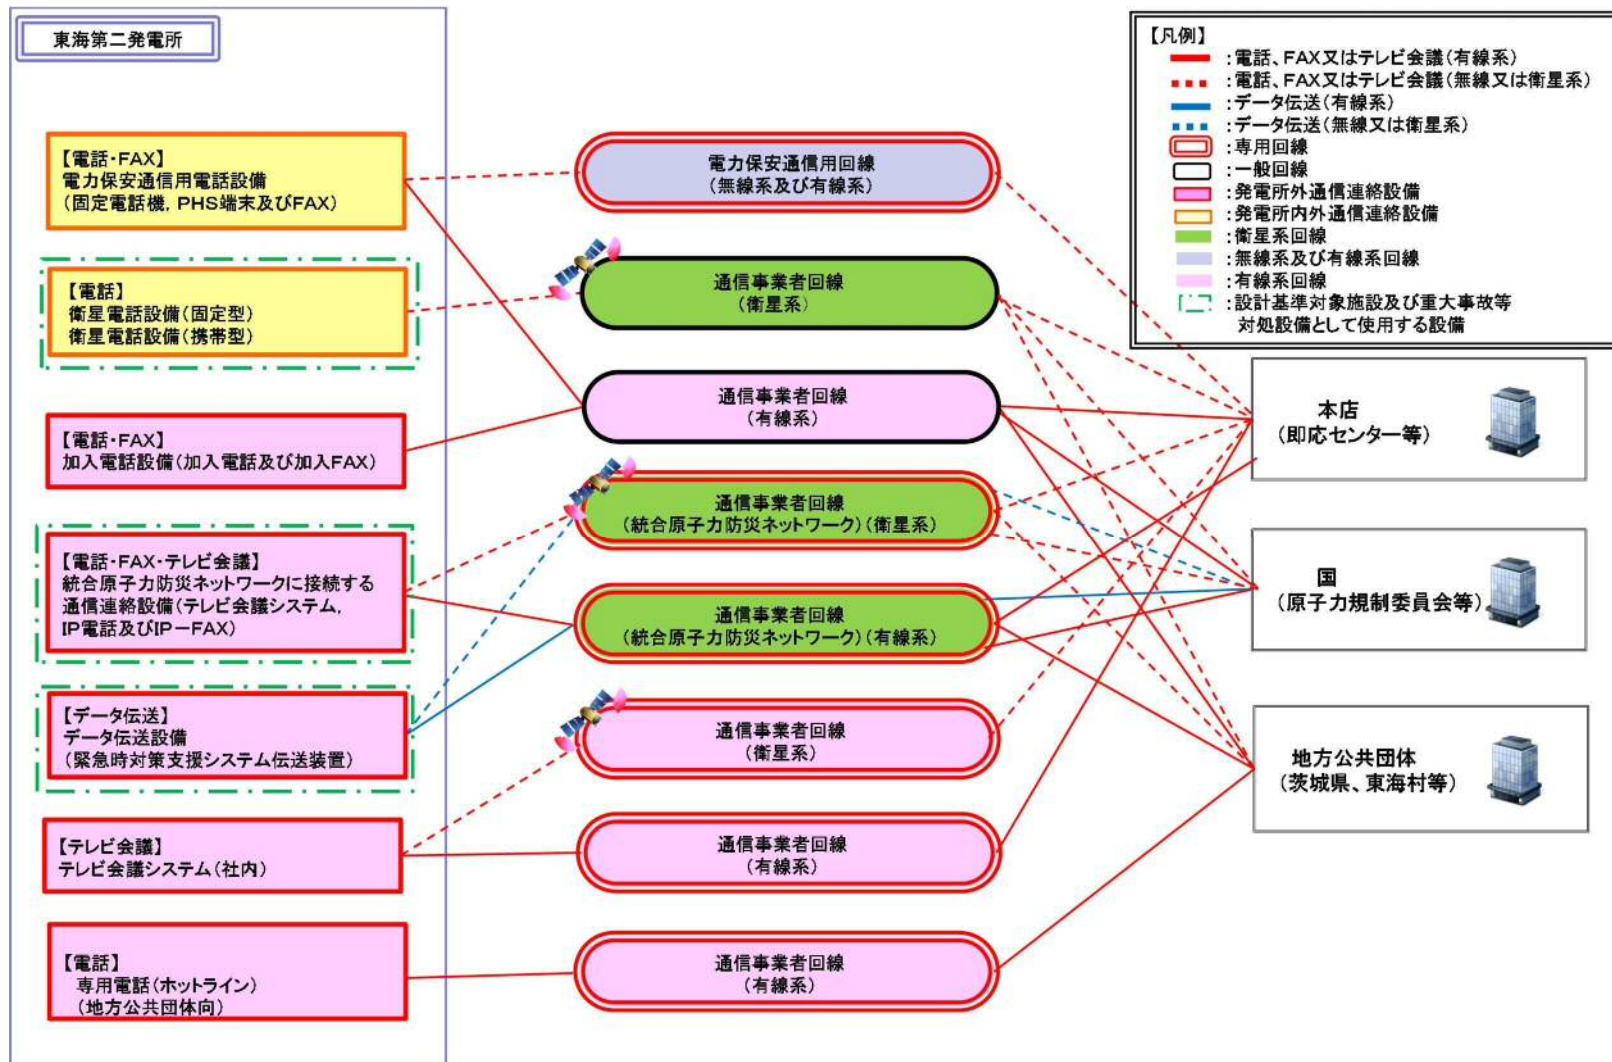 東海第二発電所
【電話・FAX】
電力保安通信用電話設備
(固定電話機, PHS端末及びFAX)
【電話】
衛星電話設備(固定型)
衛星電話設備(携帯型)
【電話・FAX】
加入電話設備(加入電話及び加入FAX)
【電話・FAX・テレビ会議】
統合原子力防災ネットワークに接続する
通信連絡設備(テレビ会議システム,
IP電話及びIP－FAX)
【データ伝送】
データ伝送設備
(緊急時対策支援システム伝送装置)
【テレビ会議】
テレビ会議システム(社内)
【電話】
専用電話(ホットライン)
(地方公共団体向)
電力保安通信用回線
(無線系及び有線系)
通信事業者回線
(衛星系)
通信事業者回線
(有線系)
通信事業者回線
(統合原子力防災ネットワーク)(衛星系)
通信事業者回線
(統合原子力防災ネットワーク)(有線系)
通信事業者回線
(衛星系)
通信事業者回線
(有線系)
通信事業者回線
(有線系)
【凡例】
:電話、FAX又はテレビ会議(有線系)
:電話、FAX又はテレビ会議(無線又は衛星系)
:データ伝送(有線系)
:データ伝送(無線又は衛星系)
:専用回線
:一般回線
:発電所外通信連絡設備
:発電所内外通信連絡設備
:衛星系回線
:無線系及び有線系回線
:有線系回線
:設計基準対象施設及び重大事故等
対処設備として使用する設備
本店
(即応センター等)
国
(原子力規制委員会等)
地方公共団体
(茨城県、東海村等)